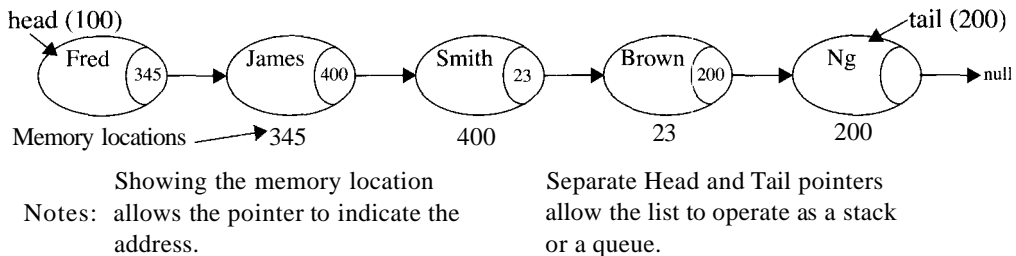 head (100)
tail (200)
Fred 345 James 400 Smith 23 Brown 200 Ng null
Memory locations 345 400 23 200
Showing the memory location
Notes: allows the pointer to indicate the
address.
Separate Head and Tail pointers
allow the list to operate as a stack
or a queue.